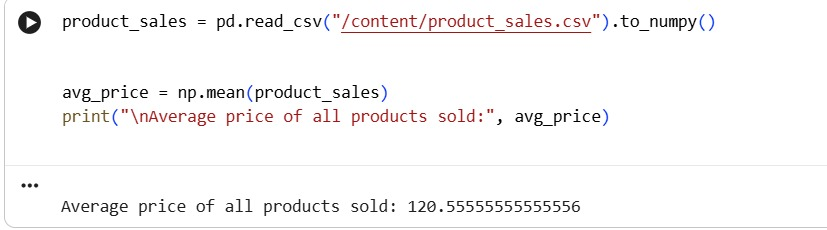 product_sales = pd.read_csv("/content/product_sales.csv").to_numpy()
avg_price = np.mean(product_sales)
print("\nAverage price of all products sold:", avg_price)
Average price of all products sold: 120.55555555555556